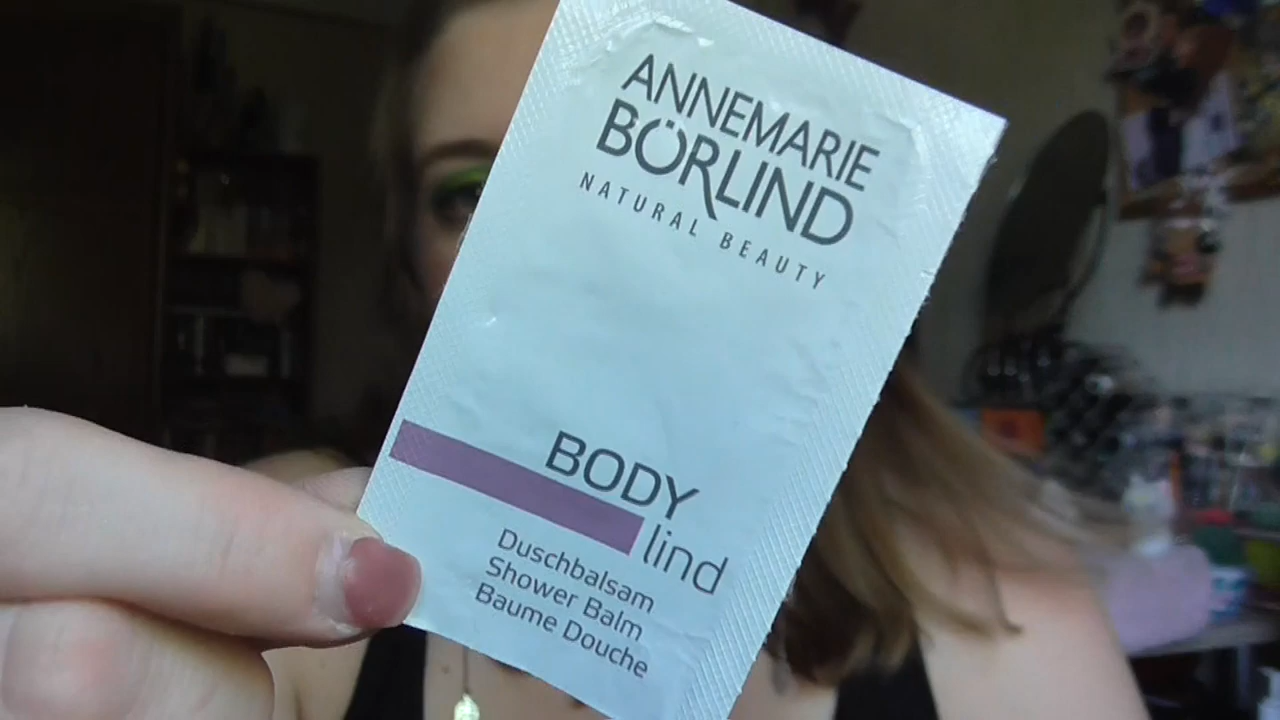 ANNEMARIE
BÖRLIND
NATURAL BEAUTY
BODY
lind
Duschbalsam
Shower Balm
Baume Douche